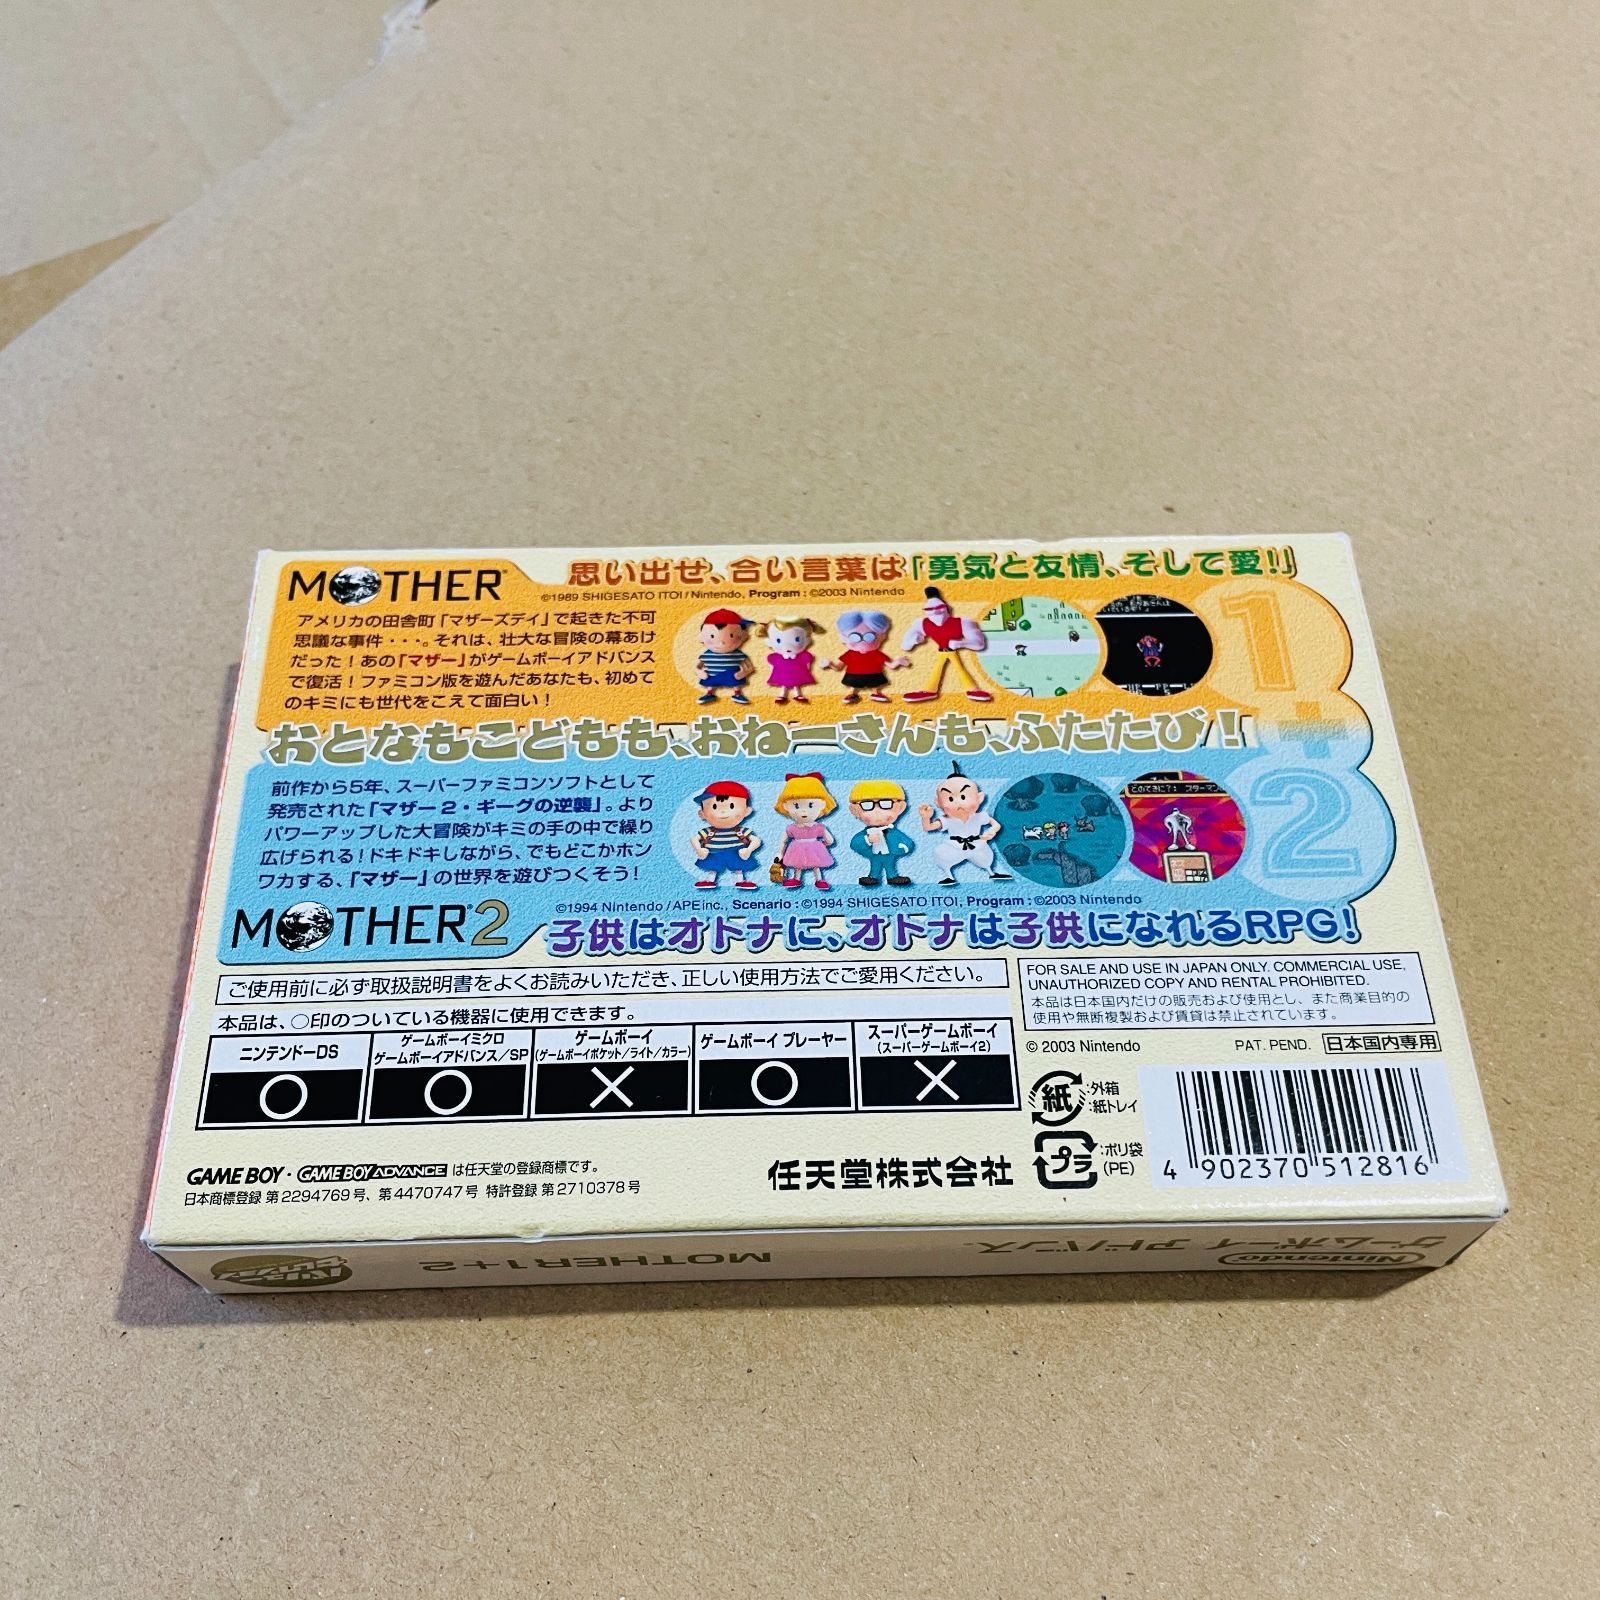 思い出せ、合い言葉は「勇気と友情、そして愛!!」
MOTHER®
©1989 SHIGESATO ITOI / Nintendo, Program : ©2003 Nintendo
アメリカの田舎町「マザーズデイ」で起きた不可
思議な事件・・・。それは、壮大な冒険の幕あけ
だった!あの「マザー」がゲームボーイアドバンス
で復活!ファミコン版を遊んだあなたも、初めて
のキミにも世代をこえて面白い!
1+2
おとなもこどもも、おねーさんも、ふたたび!
前作から5年、スーパーファミコンソフトとして
発売された「マザー2・ギーグの逆襲」。より
パワーアップした大冒険がキミの手の中で繰り
広げられる!ドキドキしながら、でもどこかホン
ワカする、「マザー」の世界を遊びつくそう!
このてきに?: スターマン
©1994 Nintendo / APE inc., Scenario : ©1994 SHIGESATO ITOI, Program : ©2003 Nintendo
MOTHER®2
子供はオトナに、オトナは子供になれるRPG!
ご使用前に必ず取扱説明書をよくお読みいただき、正しい使用方法でご愛用ください。
FOR SALE AND USE IN JAPAN ONLY. COMMERCIAL USE,
UNAUTHORIZED COPY AND RENTAL PROHIBITED.
本品は日本国内だけの販売および使用とし、また商業目的の
使用や無断複製および賃貸は禁止されています。
本品は、○印のついている機器に使用できます。
ニンテンドーDS
○
ゲームボーイミクロ
ゲームボーイアドバンス/SP
○
ゲームボーイ
(ゲームボーイポケット/ライト/カラー)
×
ゲームボーイ プレーヤー
○
スーパーゲームボーイ
(スーパーゲームボーイ2)
×
© 2003 Nintendo
PAT. PEND. 日本国内専用
紙 :外箱
:紙トレイ
プラ :ポリ袋
(PE)
4 902370 512816
GAME BOY・GAME BOY ADVANCE は任天堂の登録商標です。
日本商標登録 第2294769号、第4470747号 特許登録 第2710378号
任天堂株式会社
Nintendo
ゲームボーイ アドバンス
MOTHER 1+2